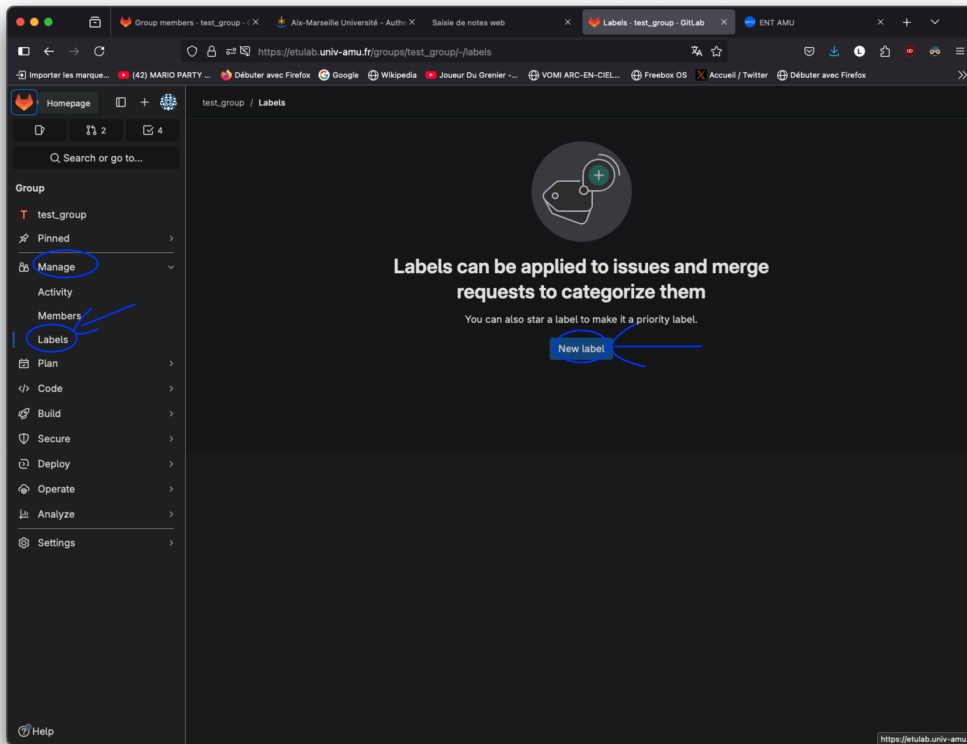 Group members · test_group · G
Aix-Marseille Université - Authe
Saisie de notes web
Labels · test_group · GitLab
ENT AMU
https://etulab.univ-amu.fr/groups/test_group/-/labels
Importer les marque... (42) MARIO PARTY ... Débuter avec Firefox Google Wikipedia Joueur Du Grenier -... VOMI ARC-EN-CIEL... Freebox OS Accueil / Twitter Débuter avec Firefox
Homepage
test_group / Labels
2 4
Search or go to...
Group
T test_group
Pinned
Manage
Activity
Members
Labels
Plan
Code
Build
Secure
Deploy
Operate
Analyze
Settings
Labels can be applied to issues and merge
requests to categorize them
You can also star a label to make it a priority label.
New label
Help
https://etulab.univ-amu